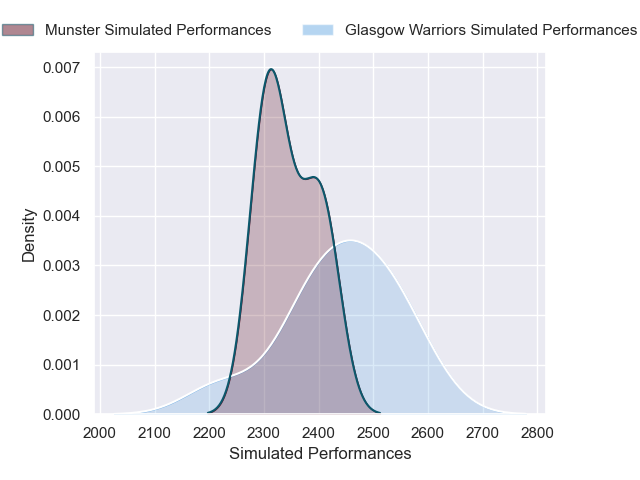 Munster Simulated Performances
Glasgow Warriors Simulated Performances
0.007
0.006
0.005
0.004
0.003
0.002
0.001
0.000
Density
2000 2100 2200 2300 2400 2500 2600 2700 2800
Simulated Performances